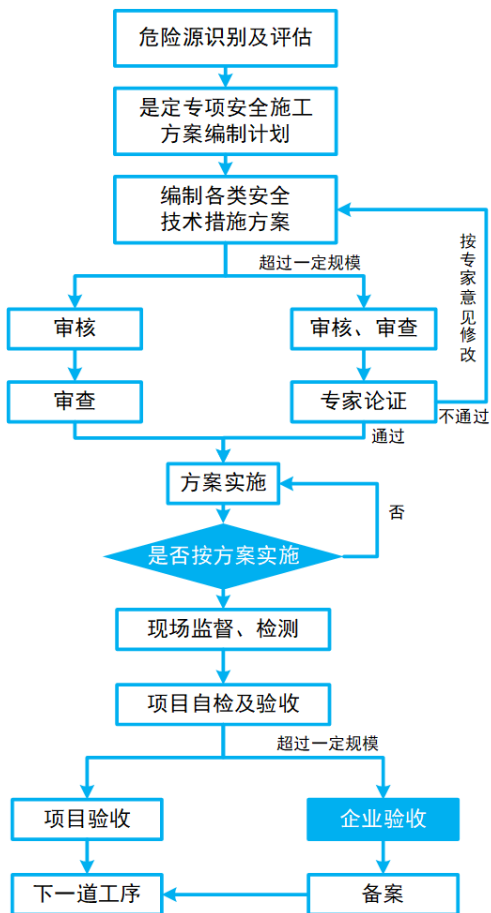 危险源识别及评估
是定专项安全施工
方案编制计划
编制各类安全
技术措施方案
超过一定规模
按专家意见修改
审核
审核、审查
审查
专家论证
不通过
通过
方案实施
否
是否按方案实施
现场监督、检测
项目自检及验收
超过一定规模
项目验收
企业验收
下一道工序
备案